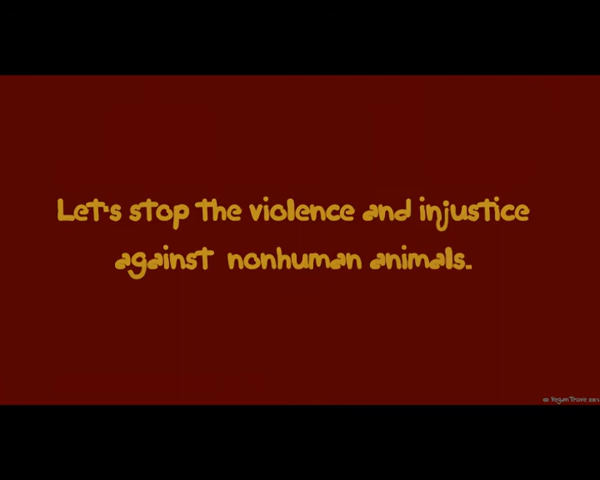 Let's stop the violence and injustice
against nonhuman animals.